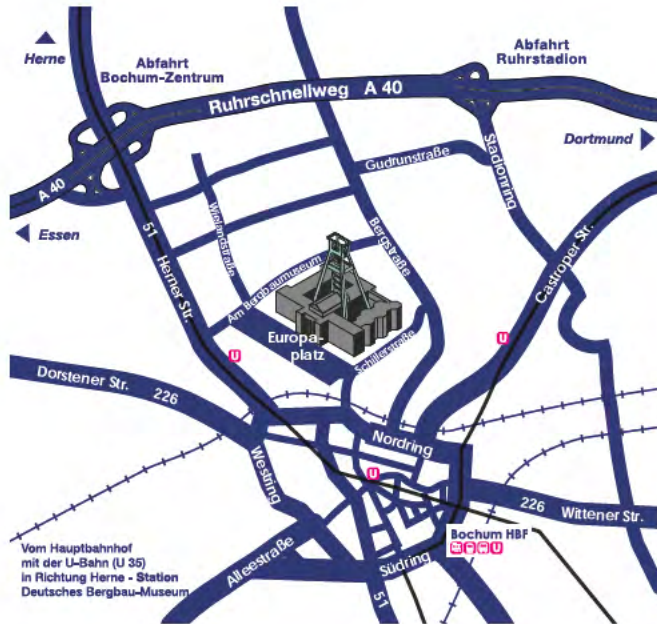 Herne
Abfahrt
Bochum-Zentrum
Abfahrt
Ruhrstadion
Ruhrschnellweg A 40
Dortmund
A 40
Essen
Gudrunstraße
Stadionring
Wielandstraße
Bergstraße
51
Herner Str.
Am Bergbaumuseum
Castroper Str.
Europa-
platz
Schillerstraße
U
U
Dorstener Str. 226
Nordring
Westring
U
226 Wittener Str.
Bochum HBF
U
Alleestraße
Südring
51
Vom Hauptbahnhof
mit der U-Bahn (U 35)
in Richtung Herne - Station
Deutsches Bergbau-Museum